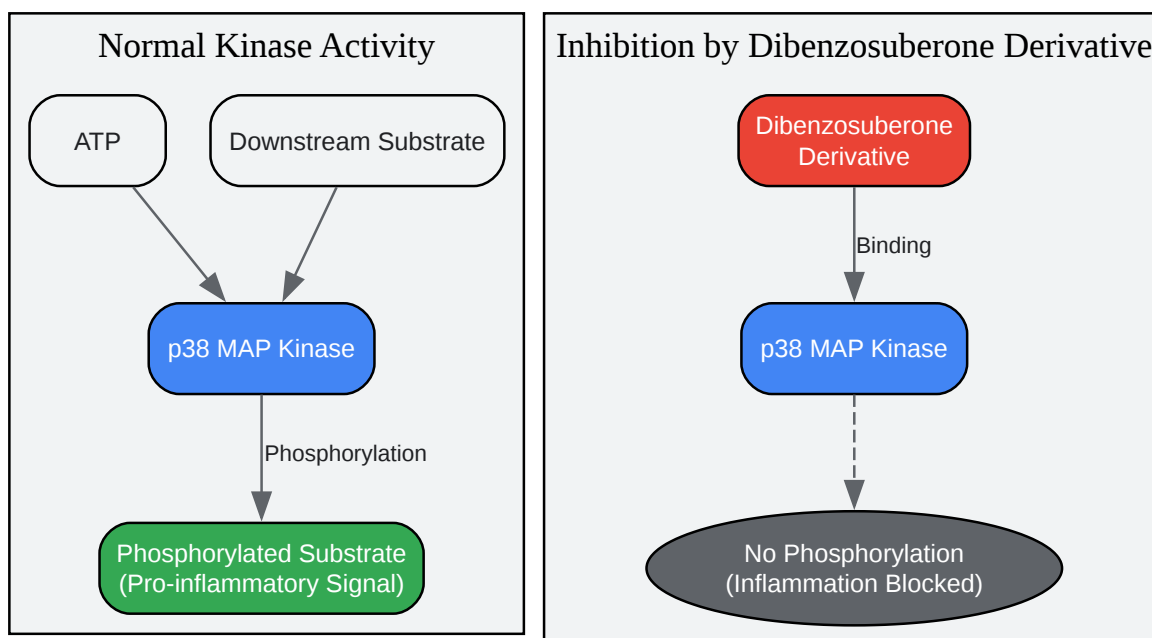 Normal Kinase Activity
ATP
Downstream Substrate
p38 MAP Kinase
Phosphorylation
Phosphorylated Substrate
(Pro-inflammatory Signal)
Inhibition by Dibenzosuberone Derivative
Dibenzosuberone
Derivative
Binding
p38 MAP Kinase
No Phosphorylation
(Inflammation Blocked)